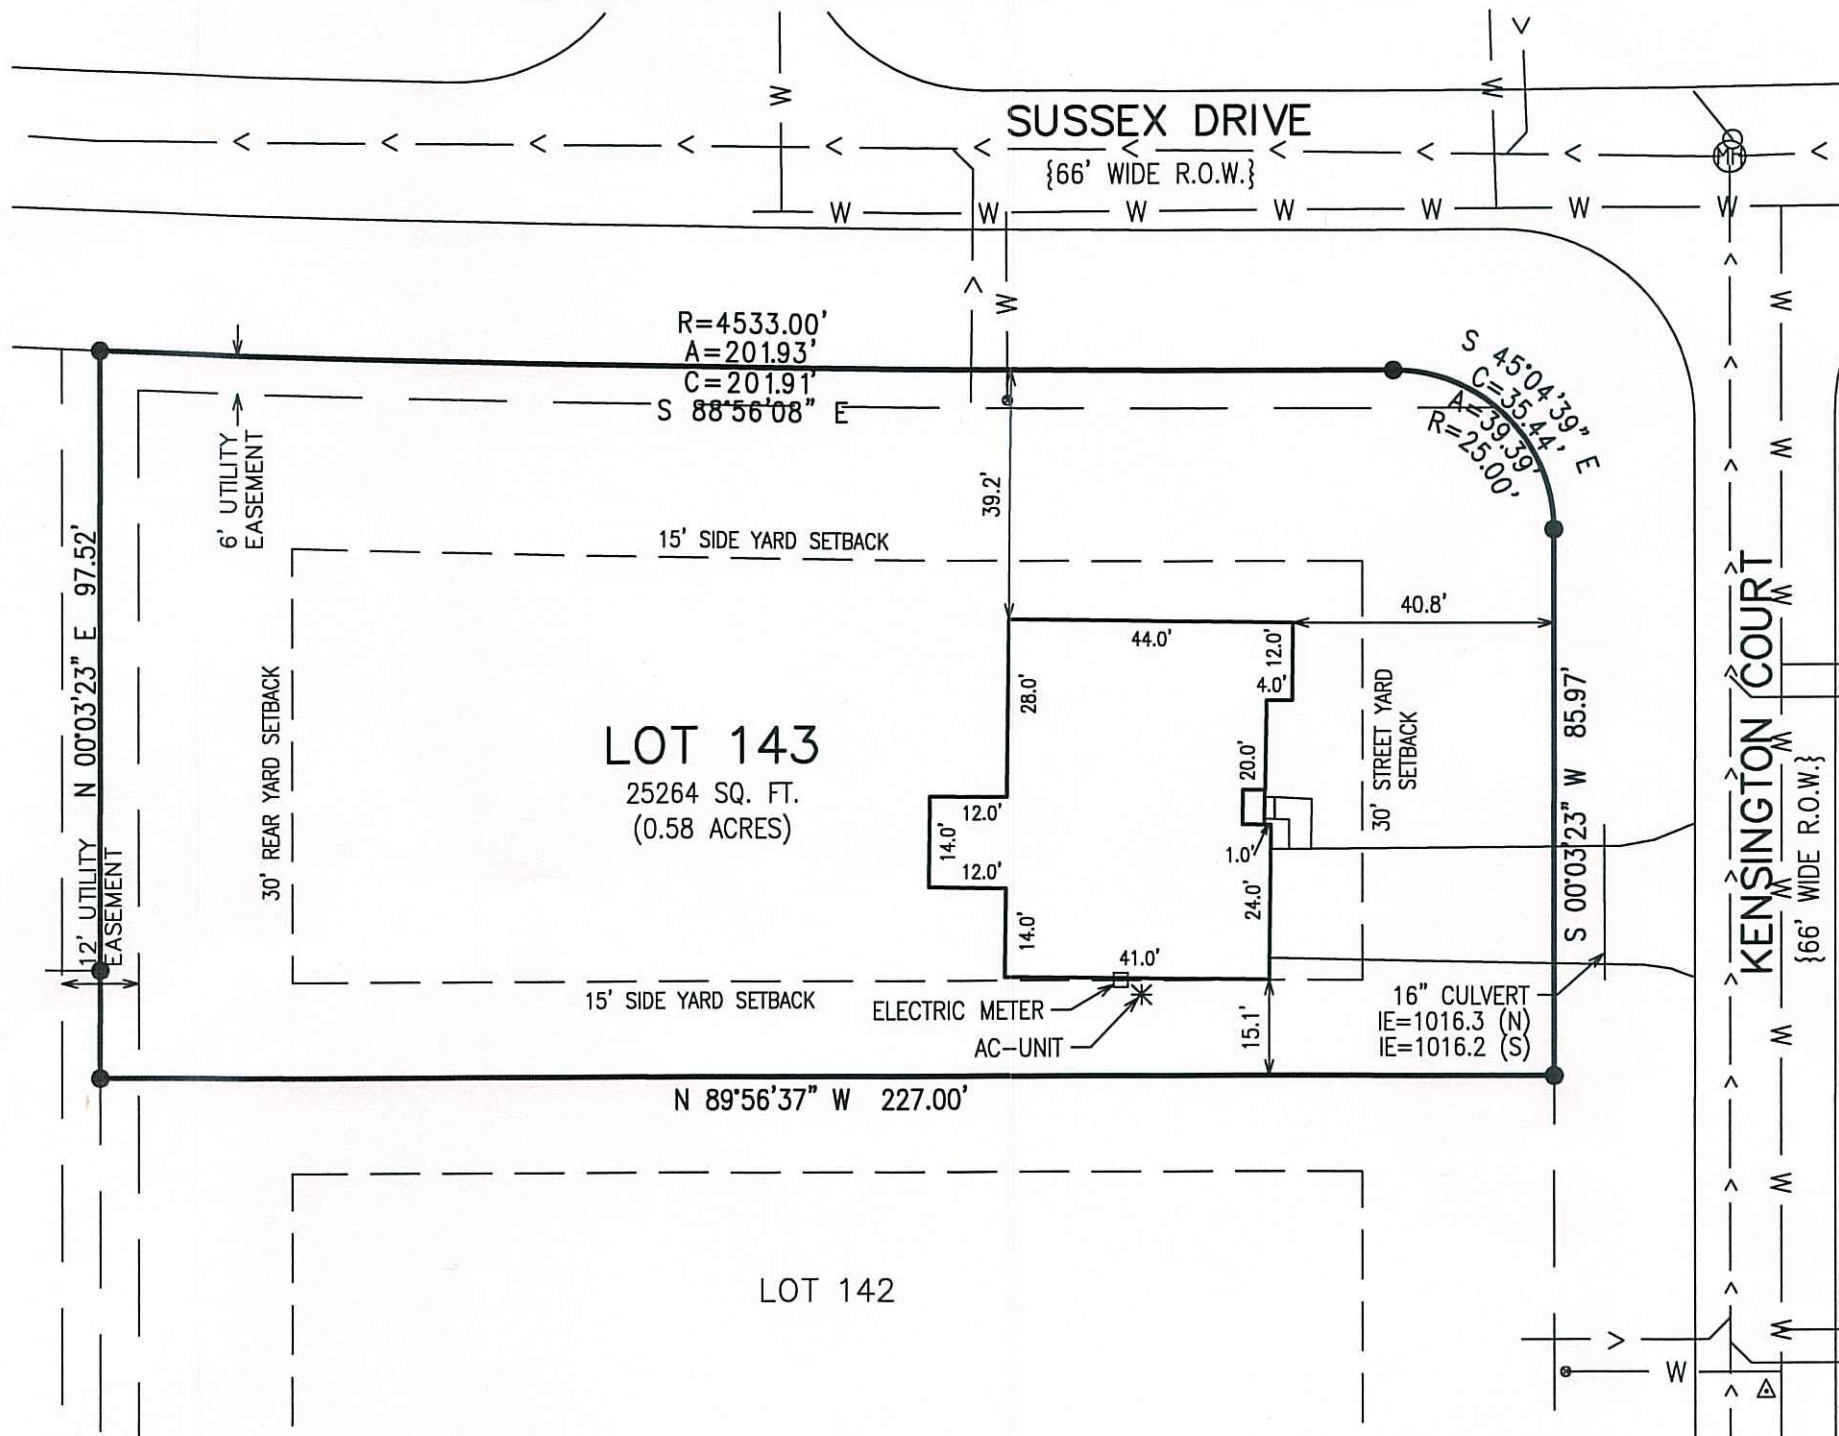 SUSSEX DRIVE
{66' WIDE R.O.W.}
V
W
W
< < < < < < < < < < <
MH
W W W W W W W
R=4533.00'
A=201.93'
C=201.91'
S 88°56'08" E
W
S 45°04'39" E
C=35.44'
A=39.39'
R=25.00'
6' UTILITY
EASEMENT
39.2'
15' SIDE YARD SETBACK
N 00°03'23" E 97.52'
12' UTILITY
EASEMENT
30' REAR YARD SETBACK
LOT 143
25264 SQ. FT.
(0.58 ACRES)
44.0'
12.0'
4.0'
40.8'
28.0'
20.0'
12.0'
14.0'
12.0'
1.0'
14.0'
24.0'
41.0'
30' STREET YARD
SETBACK
S 00°03'23" W 85.97'
KENSINGTON COURT
{66' WIDE R.O.W.}
W
W
W
W
W
W
W
W
15' SIDE YARD SETBACK
ELECTRIC METER
AC-UNIT
15.1'
16" CULVERT
IE=1016.3 (N)
IE=1016.2 (S)
N 89°56'37" W 227.00'
LOT 142
W